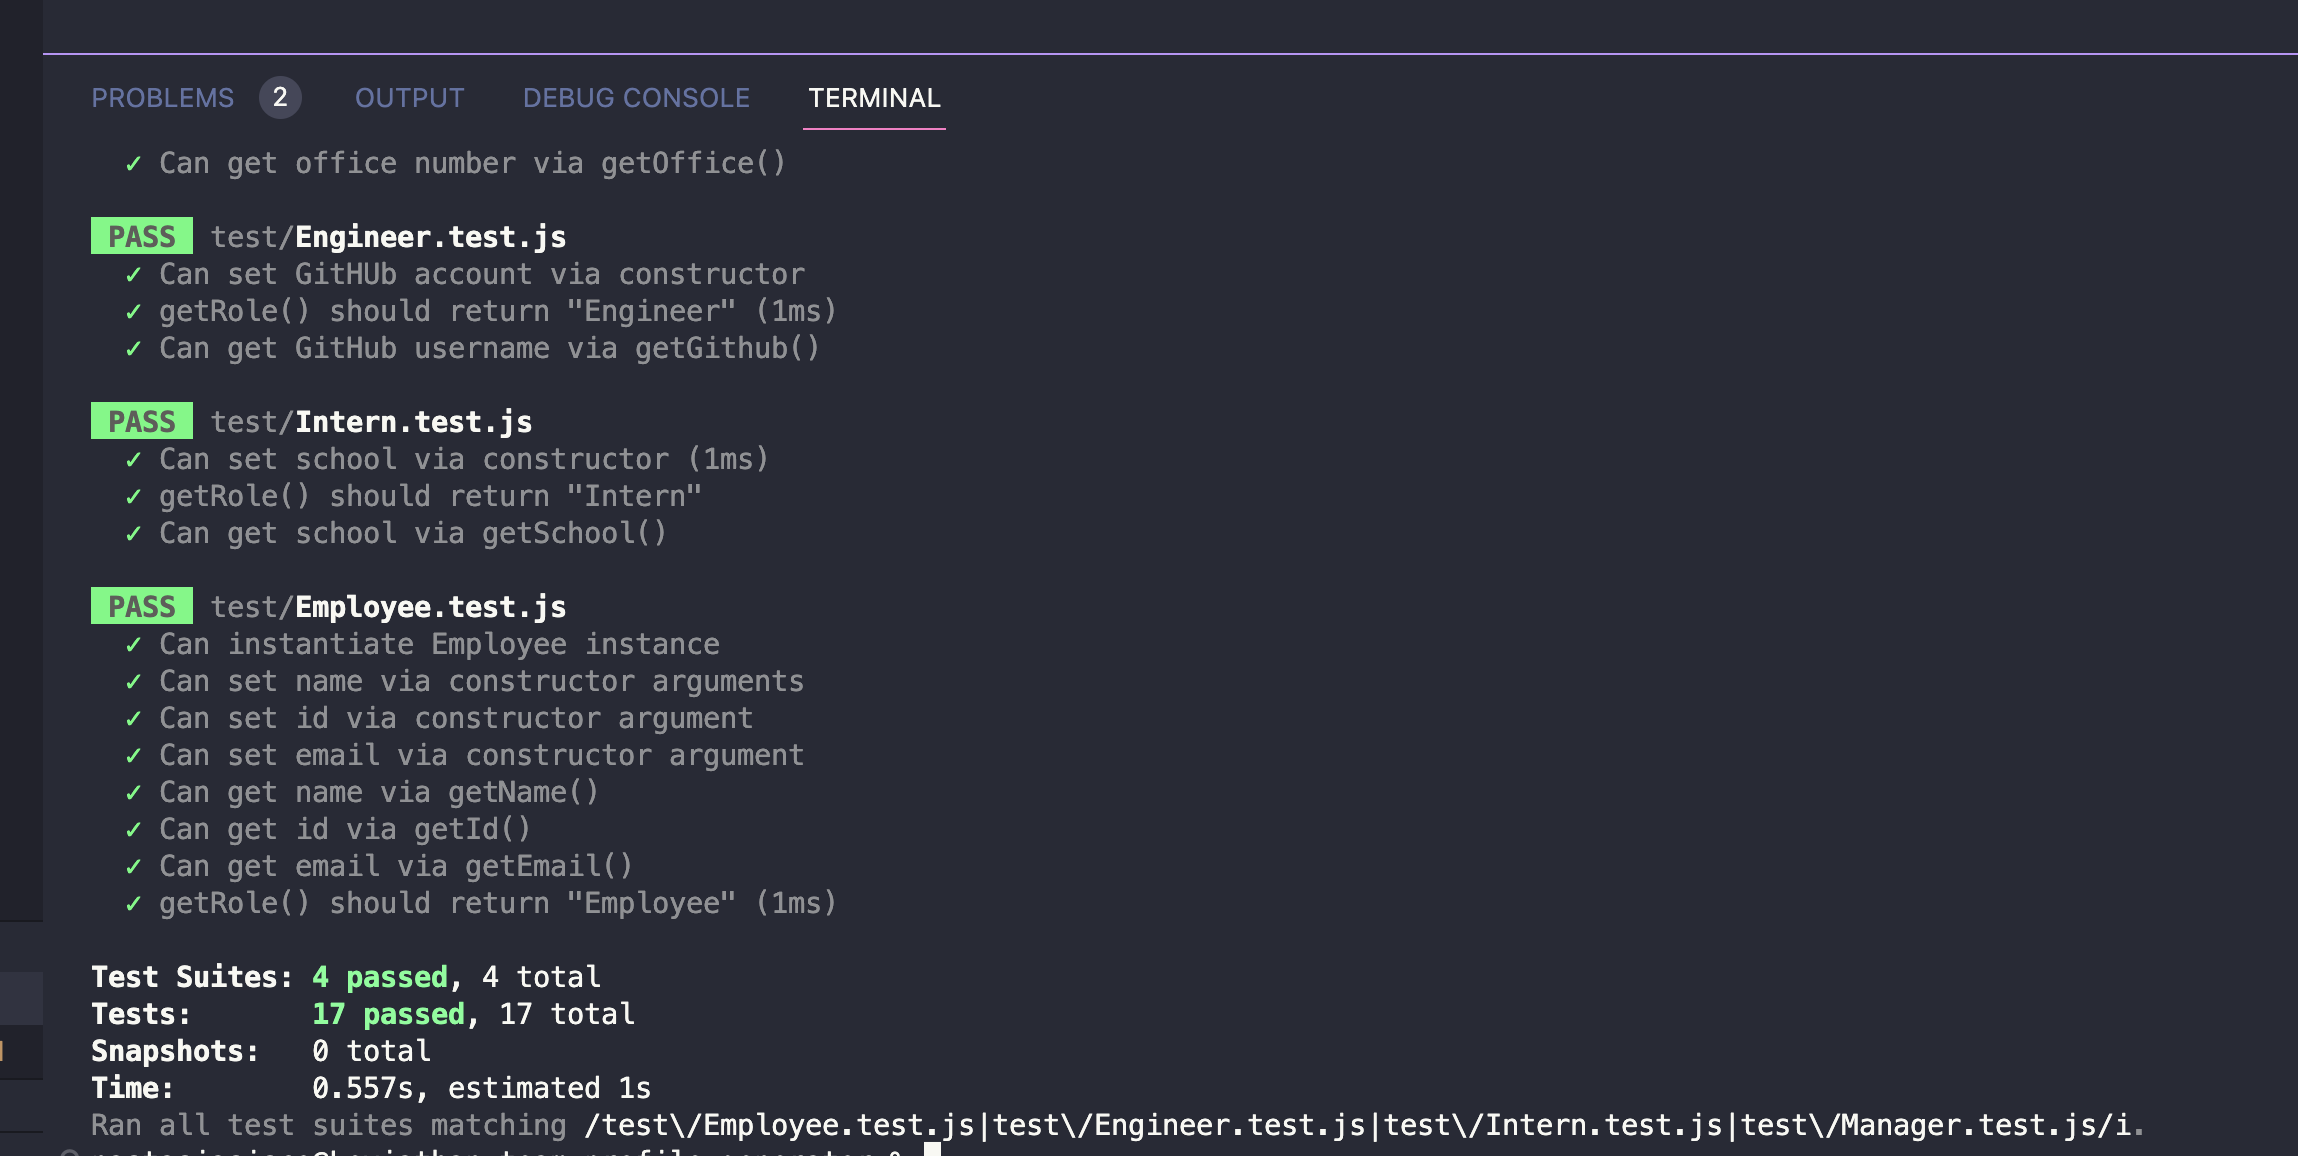 PROBLEMS 2 OUTPUT DEBUG CONSOLE TERMINAL
✓ Can get office number via getOffice()
PASS test/Engineer.test.js
✓ Can set GitHUb account via constructor
✓ getRole() should return "Engineer" (1ms)
✓ Can get GitHub username via getGithub()
PASS test/Intern.test.js
✓ Can set school via constructor (1ms)
✓ getRole() should return "Intern"
✓ Can get school via getSchool()
PASS test/Employee.test.js
✓ Can instantiate Employee instance
✓ Can set name via constructor arguments
✓ Can set id via constructor argument
✓ Can set email via constructor argument
✓ Can get name via getName()
✓ Can get id via getId()
✓ Can get email via getEmail()
✓ getRole() should return "Employee" (1ms)
Test Suites: 4 passed, 4 total
Tests: 17 passed, 17 total
Snapshots: 0 total
Time: 0.557s, estimated 1s
Ran all test suites matching /test\/Employee.test.js|test\/Engineer.test.js|test\/Intern.test.js|test\/Manager.test.js/i.